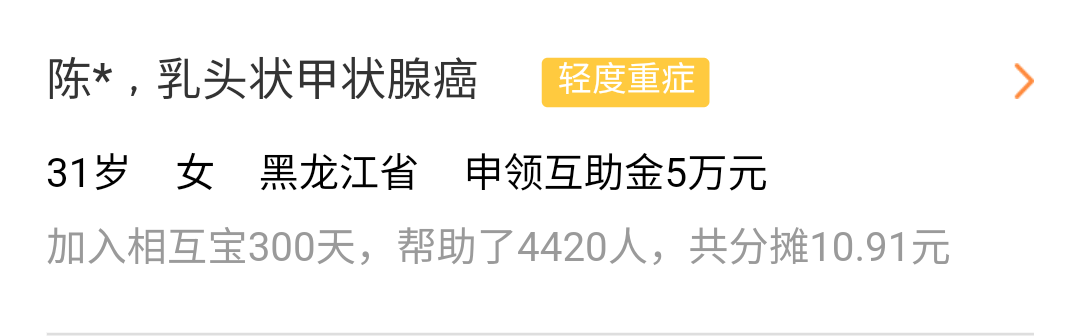 陈*，乳头状甲状腺癌 轻度重症
31岁 女 黑龙江省 申领互助金5万元
加入相互宝300天，帮助了4420人，共分摊10.91元